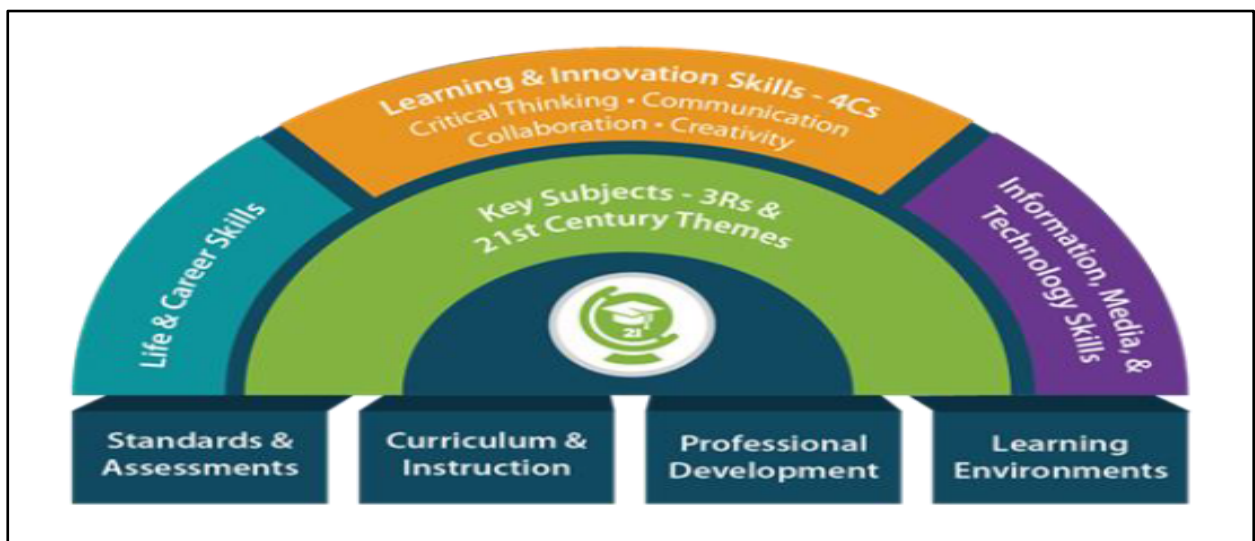 Learning & Innovation Skills - 4Cs
Critical Thinking • Communication
Collaboration • Creativity
Life & Career Skills
Key Subjects - 3Rs &
21st Century Themes
Information, Media, &
Technology Skills
21
Standards &
Assessments
Curriculum &
Instruction
Professional
Development
Learning
Environments